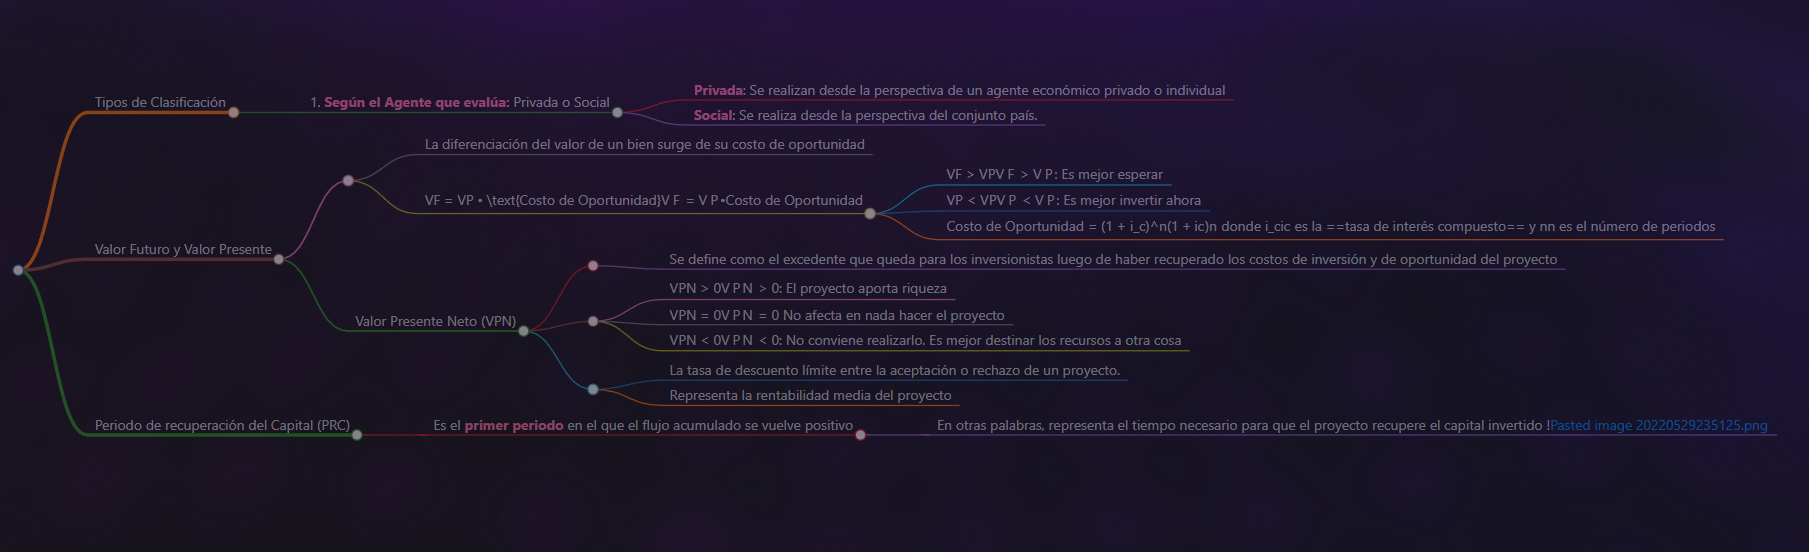 Tipos de Clasificación
1. Según el Agente que evalúa: Privada o Social
Privada: Se realizan desde la perspectiva de un agente económico privado o individual
Social: Se realiza desde la perspectiva del conjunto país.
Valor Futuro y Valor Presente
La diferenciación del valor de un bien surge de su costo de oportunidad
VF = VP • \text{Costo de Oportunidad}V F = V P•Costo de Oportunidad
VF > VPV F > V P: Es mejor esperar
VP < VPV P < V P: Es mejor invertir ahora
Costo de Oportunidad = (1 + i_c)^n(1 + ic)n donde i_cic es la ==tasa de interés compuesto== y nn es el número de periodos
Valor Presente Neto (VPN)
Se define como el excedente que queda para los inversionistas luego de haber recuperado los costos de inversión y de oportunidad del proyecto
VPN > 0V P N > 0: El proyecto aporta riqueza
VPN = 0V P N = 0 No afecta en nada hacer el proyecto
VPN < 0V P N < 0: No conviene realizarlo. Es mejor destinar los recursos a otra cosa
La tasa de descuento límite entre la aceptación o rechazo de un proyecto.
Representa la rentabilidad media del proyecto
Periodo de recuperación del Capital (PRC)
Es el primer periodo en el que el flujo acumulado se vuelve positivo
En otras palabras, representa el tiempo necesario para que el proyecto recupere el capital invertido !Pasted image 20220529235125.png